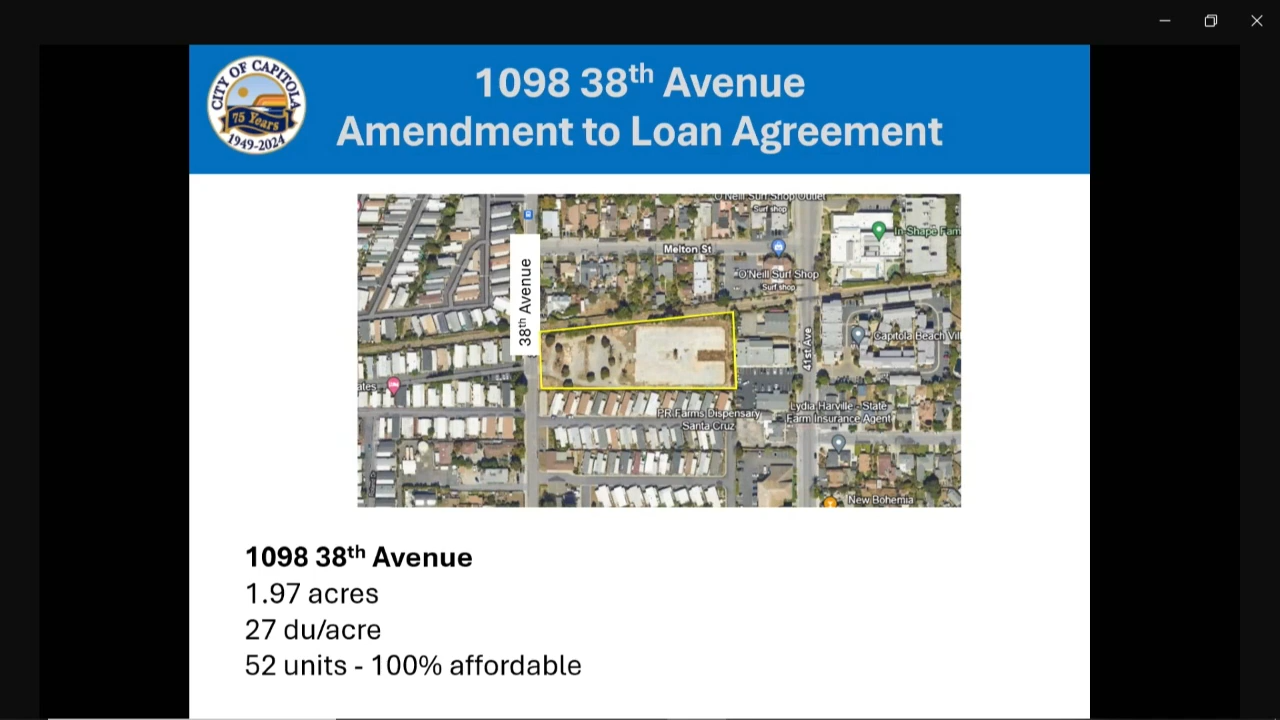 CITY OF CAPITOLA
75 Years
1949-2024
1098 38th Avenue
Amendment to Loan Agreement
O'Neill Surf Shop Outlet
Surf shop
In-Shape Fam
Melton St
O'Neill Surf Shop
Surf shop
38th Avenue
41st Ave
Capitola Beach Vil
ates
PR Farms Dispensary
Santa Cruz
Lydia Harville - State
Farm Insurance Agent
New Bohemia
1098 38th Avenue
1.97 acres
27 du/acre
52 units - 100% affordable